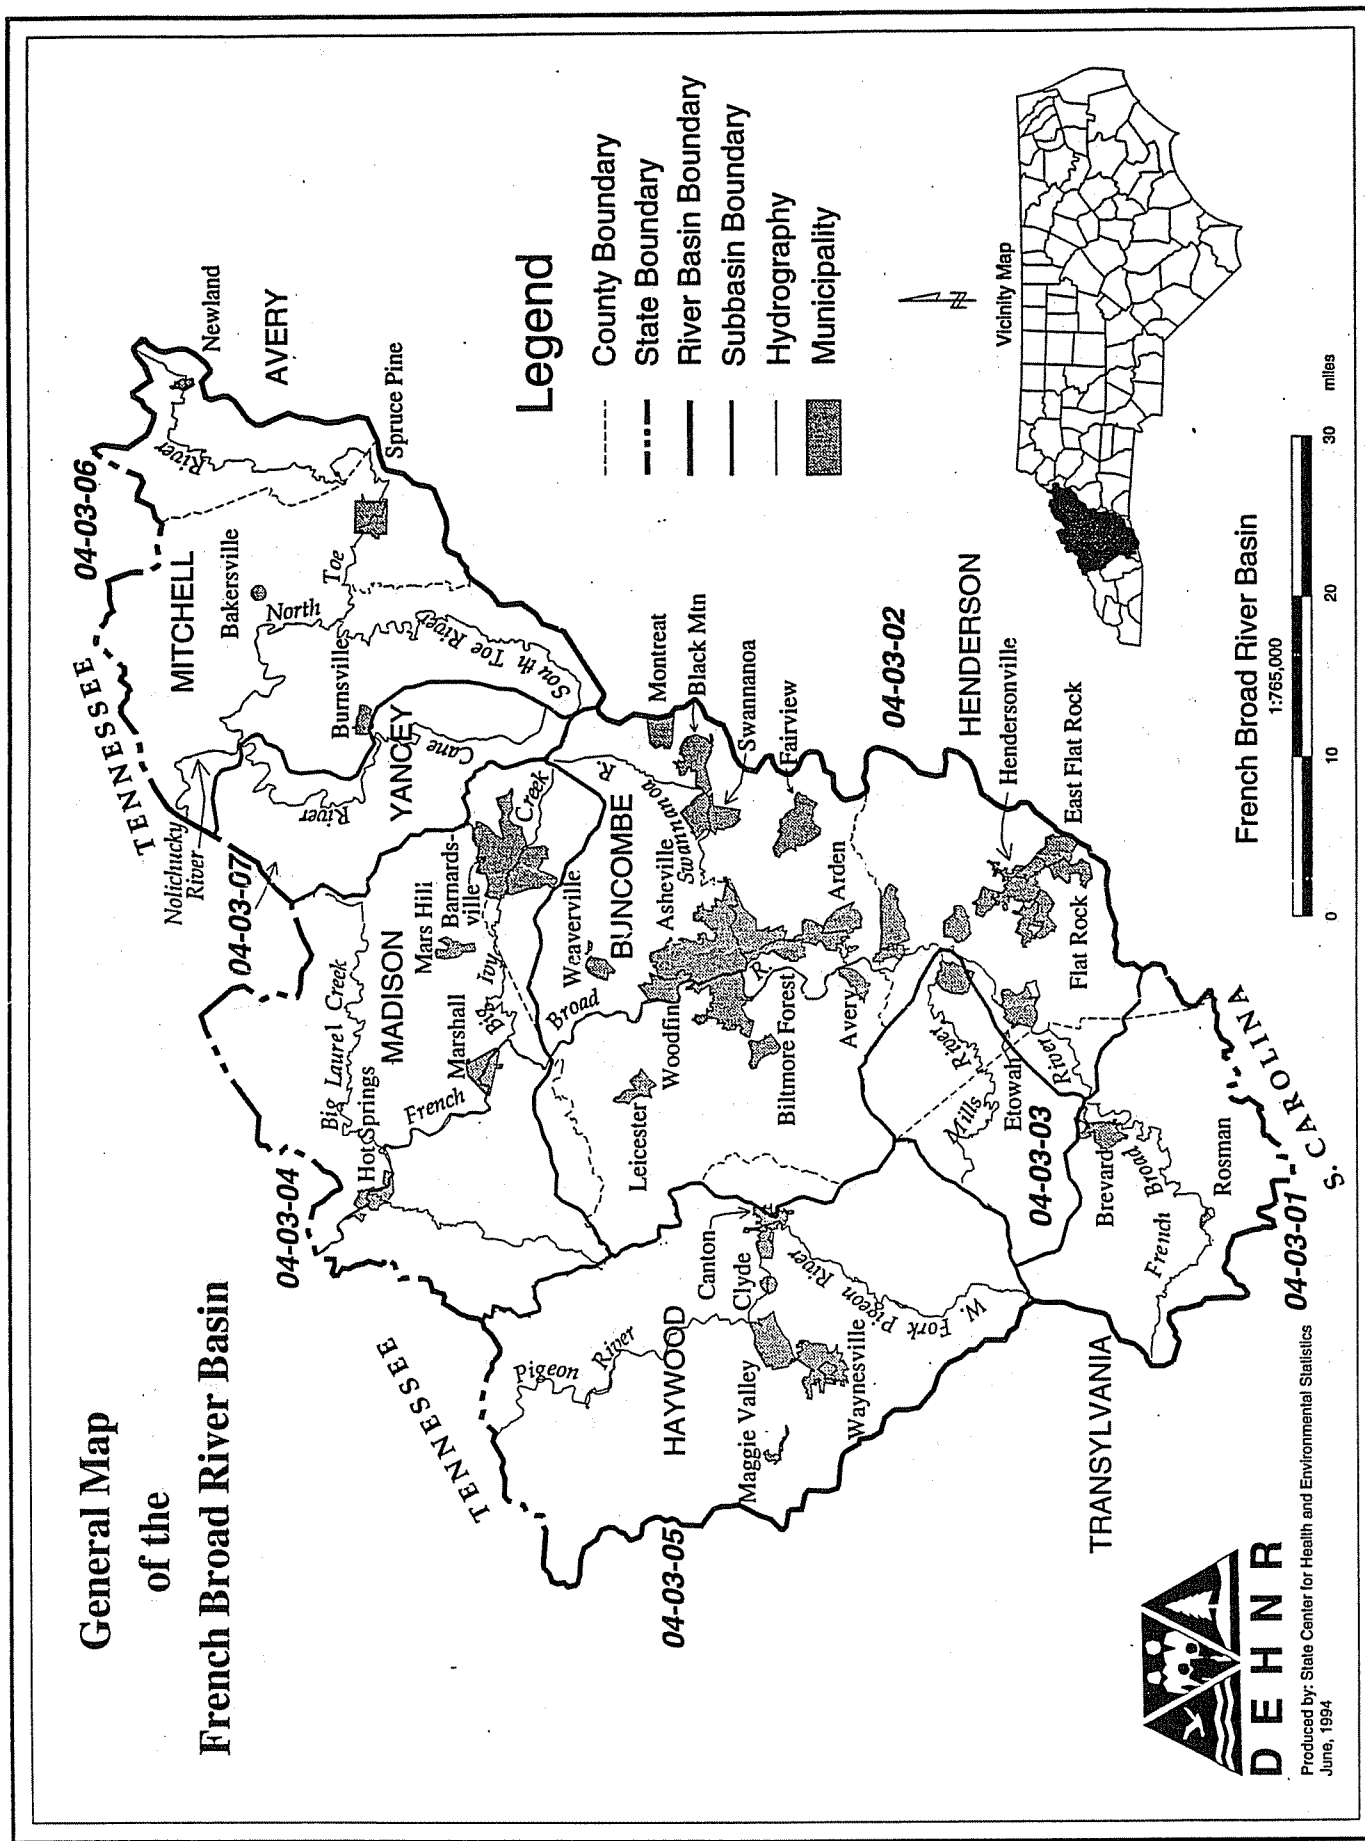 General Map
of the
French Broad River Basin
TENNESSEE
TENNESSEE
S. CAROLINA
04-03-06
04-03-07
04-03-04
04-03-05
04-03-03
04-03-02
04-03-01
MITCHELL
AVERY
YANCEY
MADISON
BUNCOMBE
HAYWOOD
HENDERSON
TRANSYLVANIA
Newland
Spruce Pine
Bakersville
Burnsville
River
North
Toe
South Toe River
Cane
River
Nolichucky
River
Big Laurel Creek
Hot Springs
Mars Hill
Barnards-
ville
Marshall
Big Ivy
Creek
French
Broad
R.
Weaverville
Montreat
Black Mtn
Swannanoa
Fairview
Swannanoa
R.
Asheville
Woodfin
Leicester
Biltmore Forest
Arden
Avery
Hendersonville
East Flat Rock
Flat Rock
Etowah
Mills
River
River
Brevard
Rosman
French Broad
Canton
Clyde
Maggie Valley
Waynesville
Pigeon
River
W.
Fork Pigeon River
Legend
County Boundary
State Boundary
River Basin Boundary
Subbasin Boundary
Hydrography
Municipality
N
Vicinity Map
French Broad River Basin
1:765,000
0
10
20
30
miles
DEHNR
Produced by: State Center for Health and Environmental Statistics
June, 1994